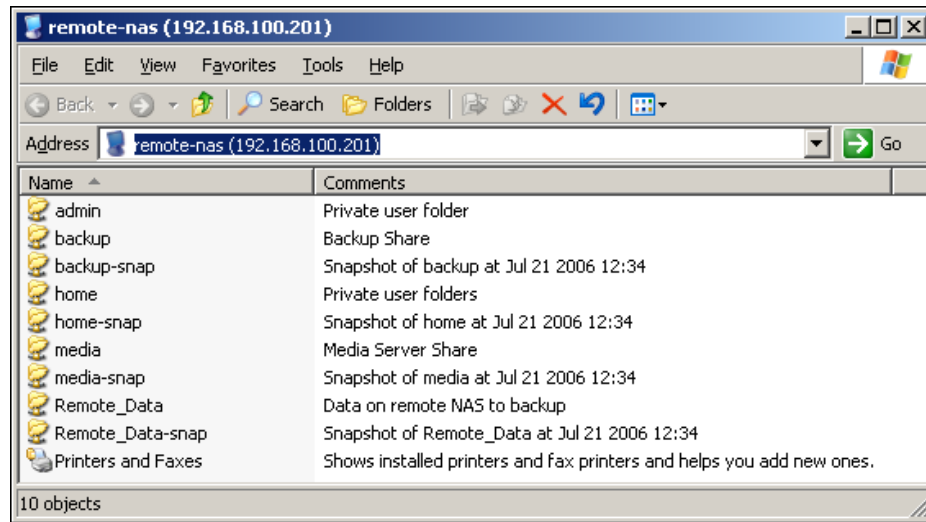 remote-nas (192.168.100.201)
File Edit View Favorites Tools Help
Back Search Folders
Address remote-nas (192.168.100.201) Go
Name Comments
admin Private user folder
backup Backup Share
backup-snap Snapshot of backup at Jul 21 2006 12:34
home Private user folders
home-snap Snapshot of home at Jul 21 2006 12:34
media Media Server Share
media-snap Snapshot of media at Jul 21 2006 12:34
Remote_Data Data on remote NAS to backup
Remote_Data-snap Snapshot of Remote_Data at Jul 21 2006 12:34
Printers and Faxes Shows installed printers and fax printers and helps you add new ones.
10 objects